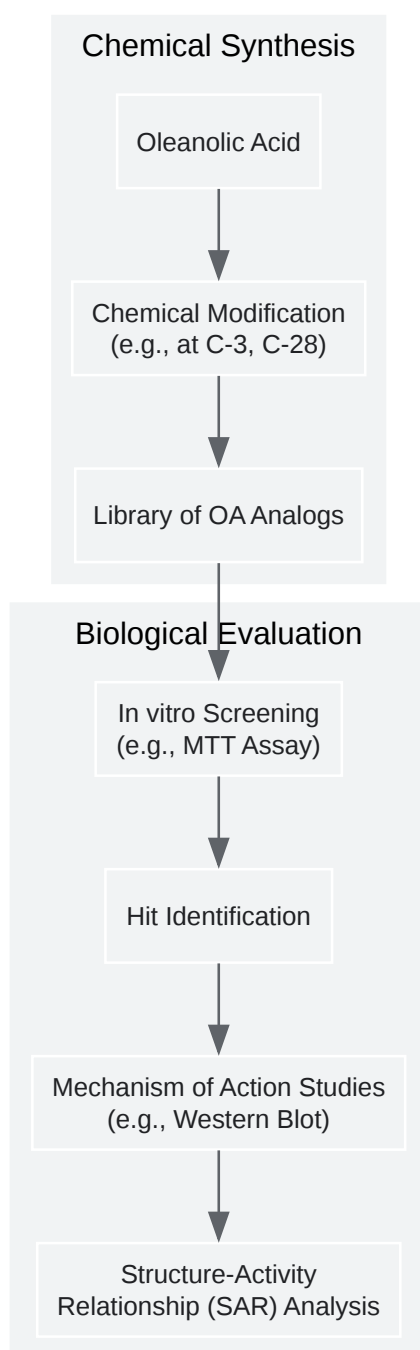 Chemical Synthesis
Oleanolic Acid
Chemical Modification
(e.g., at C-3, C-28)
Library of OA Analogs
Biological Evaluation
In vitro Screening
(e.g., MTT Assay)
Hit Identification
Mechanism of Action Studies
(e.g., Western Blot)
Structure-Activity
Relationship (SAR) Analysis